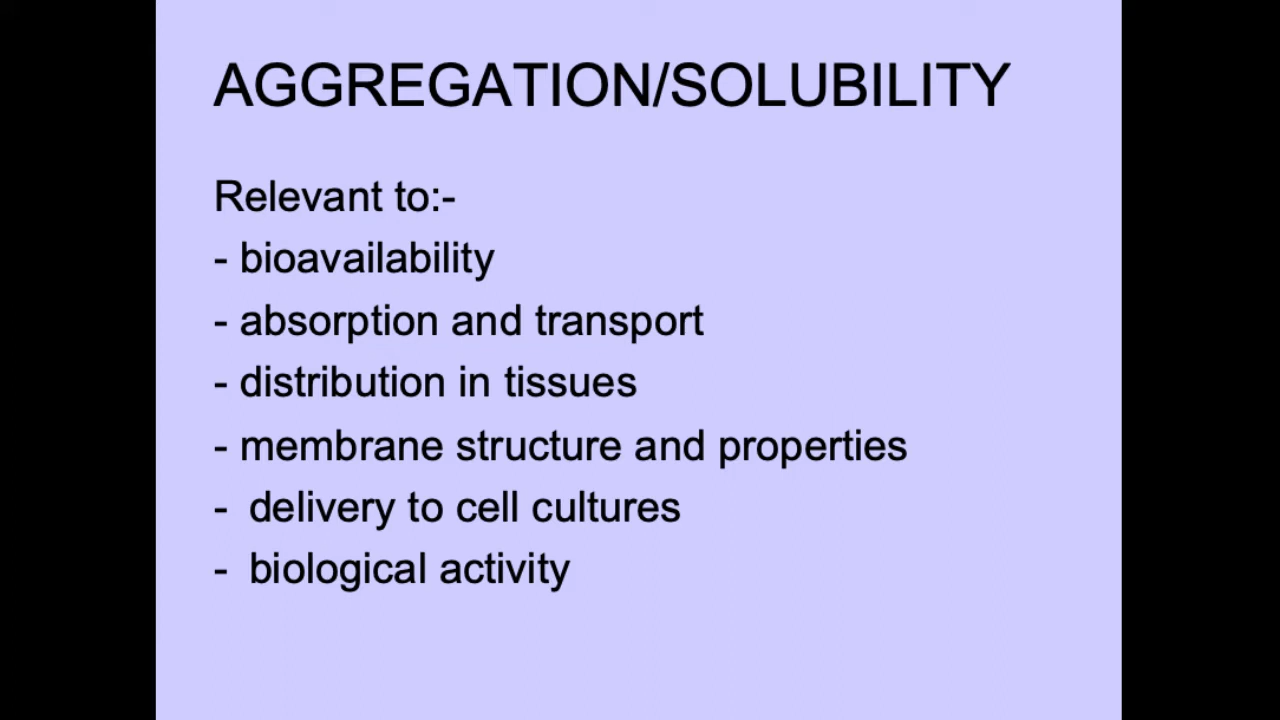 AGGREGATION/SOLUBILITY
Relevant to:-
- bioavailability
- absorption and transport
- distribution in tissues
- membrane structure and properties
-  delivery to cell cultures
-  biological activity